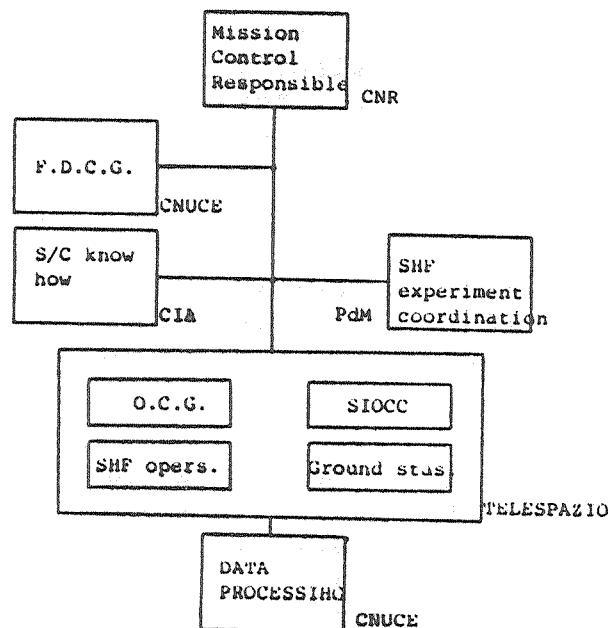 Mission
Control
Responsible
CNR
F.D.C.G.
CNUCE
S/C know
how
CIA
SHF
experiment
coordination
PdM
O.C.G.
SIOCC
SHF opers.
Ground stas.
TELESPAZIO
DATA
PROCESSING
CNUCE